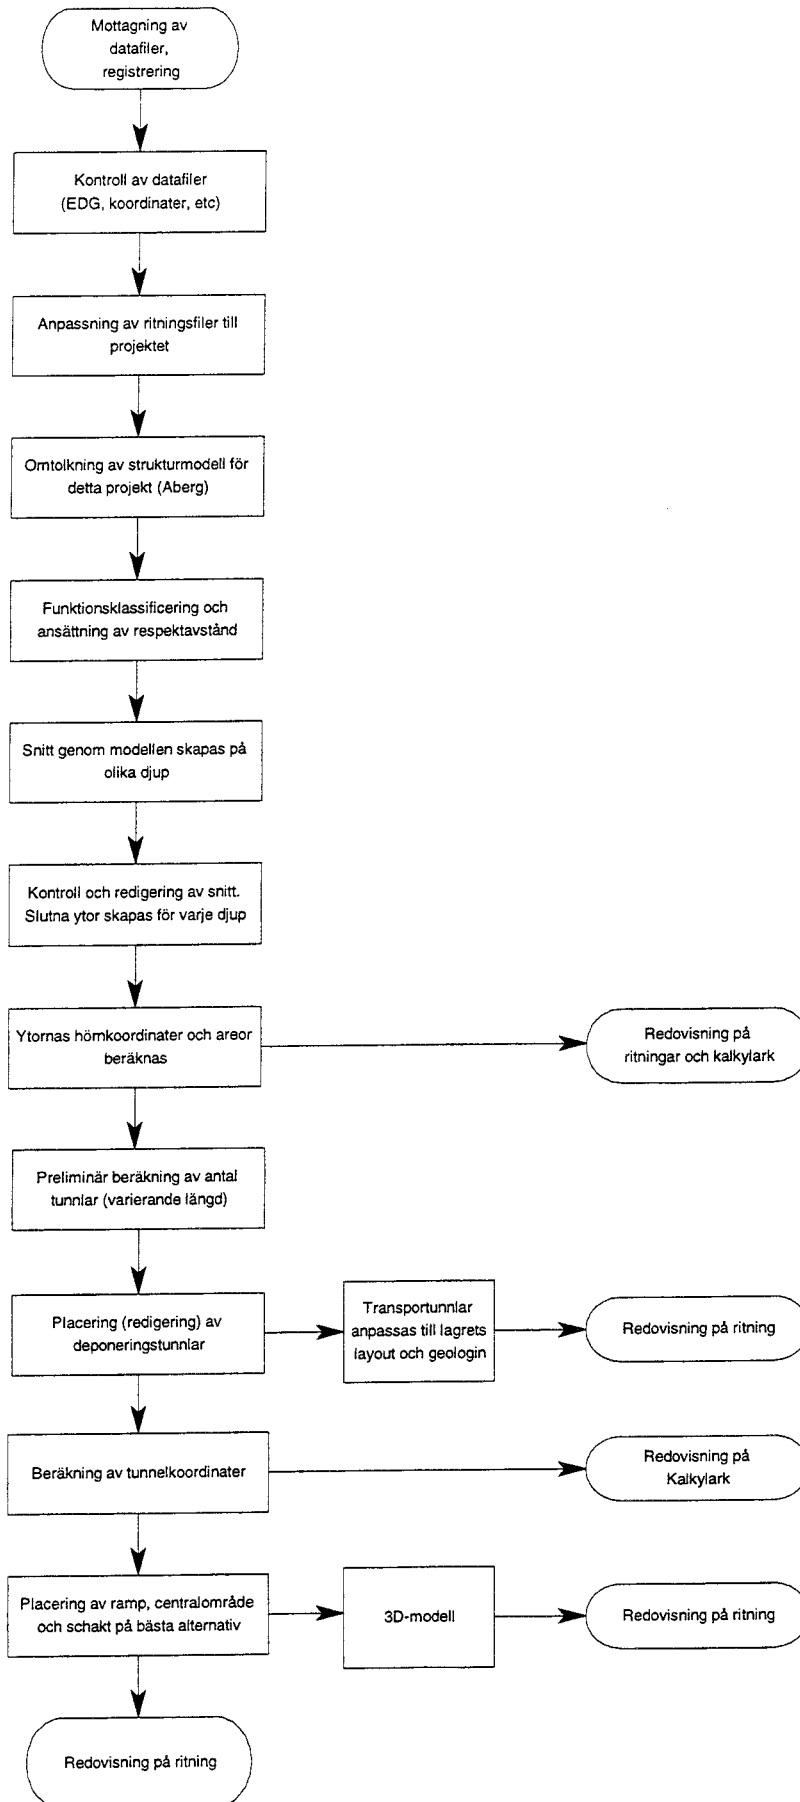 Mottagning av
datafiler,
registrering
Kontroll av datafiler
(EDG, koordinater, etc)
Anpassning av ritningsfiler till
projektet
Omtolkning av strukturmodell för
detta projekt (Aberg)
Funktionsklassificering och
ansättning av respektavstånd
Snitt genom modellen skapas på
olika djup
Kontroll och redigering av snitt.
Slutna ytor skapas för varje djup
Ytornas hörnkoordinater och areor
beräknas
Redovisning på
ritningar och kalkylark
Preliminär beräkning av antal
tunnlar (varierande längd)
Placering (redigering) av
deponeringstunnlar
Transportunnlar
anpassas till lagrets
layout och geologin
Redovisning på ritning
Beräkning av tunnelkoordinater
Redovisning på
Kalkylark
Placering av ramp, centralområde
och schakt på bästa alternativ
3D-modell
Redovisning på ritning
Redovisning på ritning